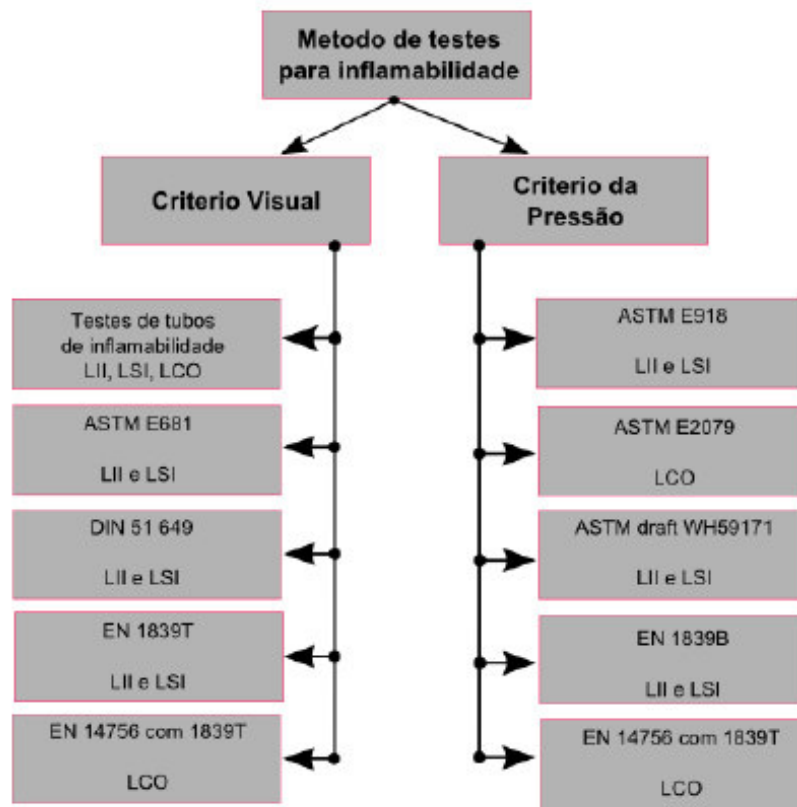 Metodo de testes
para inflamabilidade
Criterio Visual
Testes de tubos
de inflamabilidade
LII, LSI, LCO
ASTM E681
LII e LSI
DIN 51 649
LII e LSI
EN 1839T
LII e LSI
EN 14756 com 1839T
LCO
Criterio da
Pressão
ASTM E918
LII e LSI
ASTM E2079
LCO
ASTM draft WH59171
LII e LSI
EN 1839B
LII e LSI
EN 14756 com 1839T
LCO